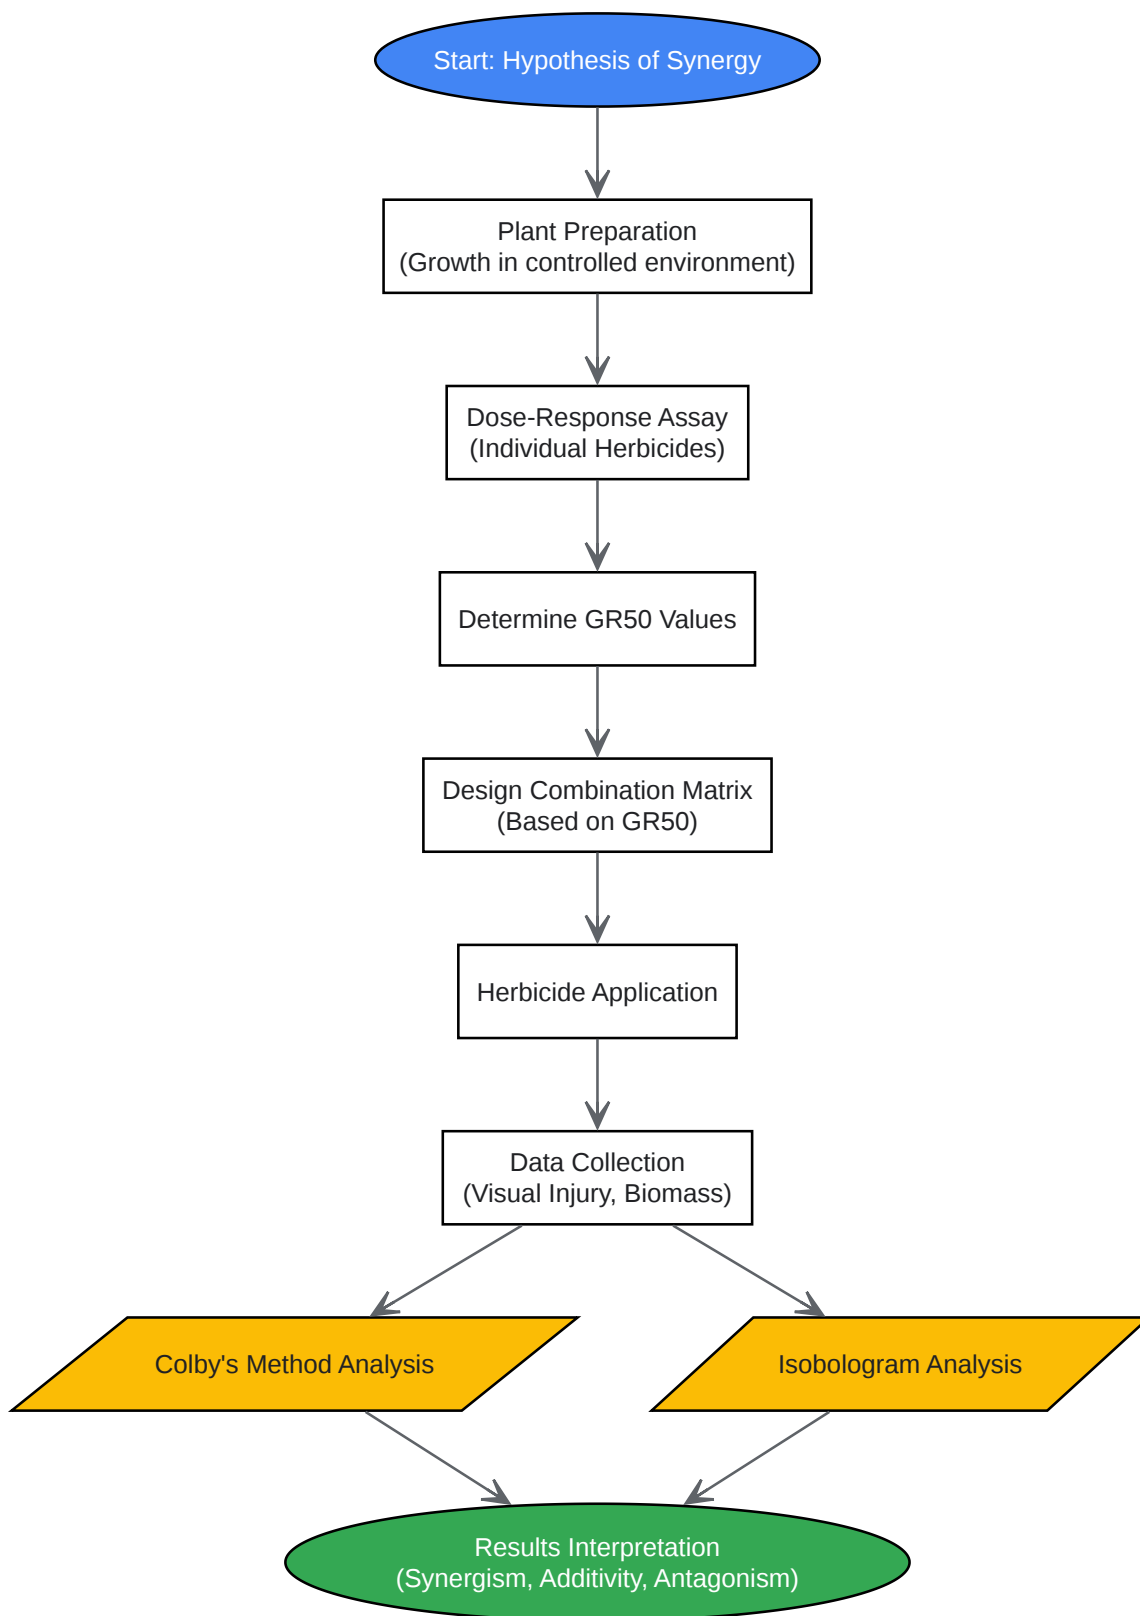 Start: Hypothesis of Synergy
Plant Preparation
(Growth in controlled environment)
Dose-Response Assay
(Individual Herbicides)
Determine GR50 Values
Design Combination Matrix
(Based on GR50)
Herbicide Application
Data Collection
(Visual Injury, Biomass)
Colby's Method Analysis
Isobologram Analysis
Results Interpretation
(Synergism, Additivity, Antagonism)